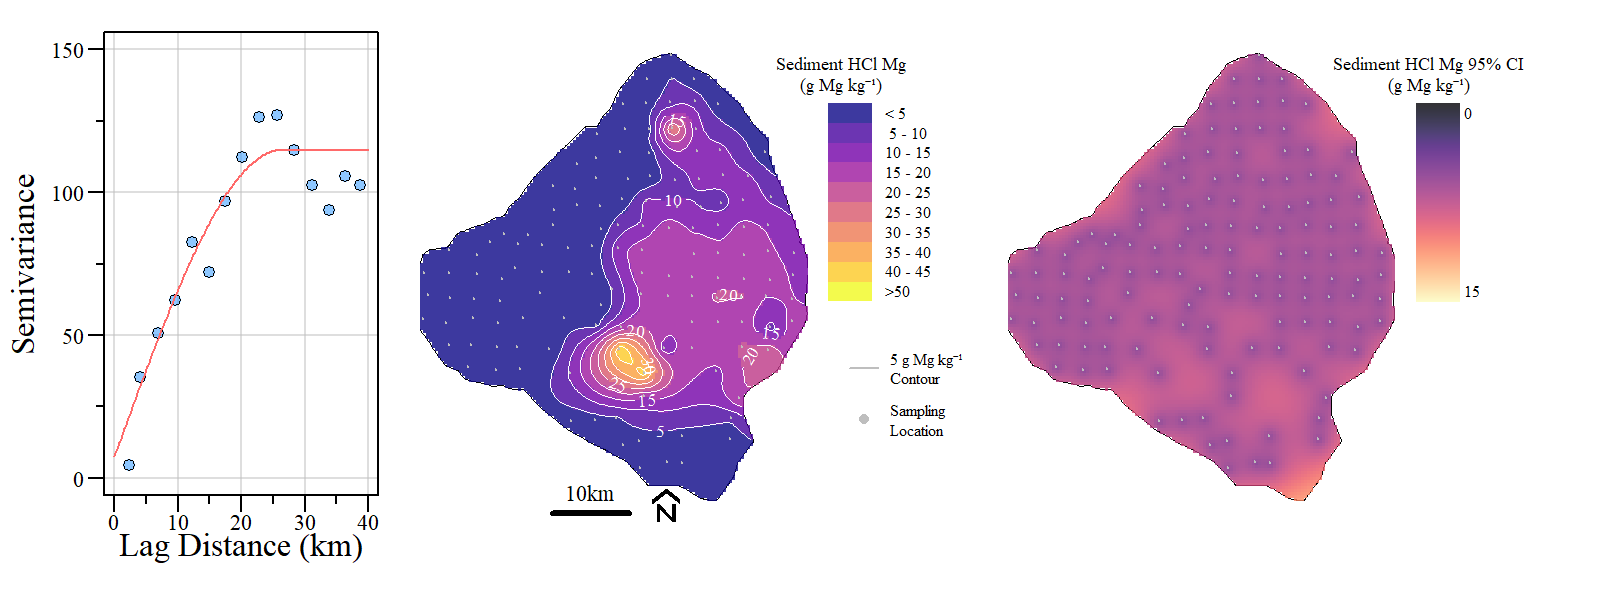 150
100
50
0
Semivariance
0 10 20 30 40
Lag Distance (km)
Sediment HCl Mg
(g Mg kg⁻¹)
< 5
5 - 10
10 - 15
15 - 20
20 - 25
25 - 30
30 - 35
35 - 40
40 - 45
>50
5 g Mg kg⁻¹
Contour
Sampling
Location
15
10
20
15
20
20
30
25
15
5
10km
N
Sediment HCl Mg 95% CI
(g Mg kg⁻¹)
0
15